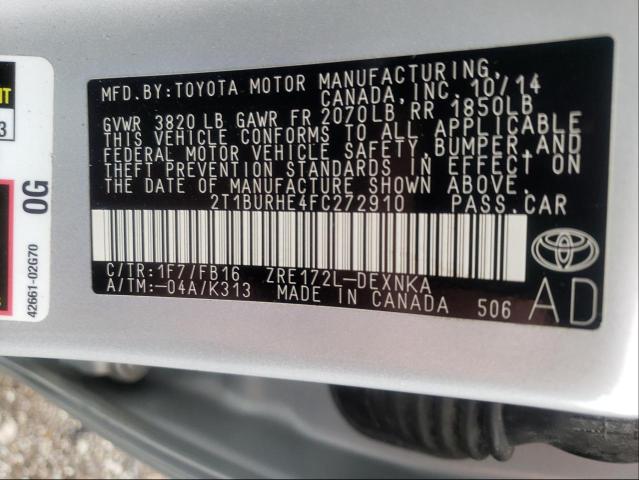 MFD.BY:TOYOTA MOTOR MANUFACTURING,
CANADA, INC. 10/14
GVWR 3820 LB GAWR FR 2070LB, RR 1850LB
THIS VEHICLE CONFORMS TO ALL APPLICABLE
FEDERAL MOTOR VEHICLE SAFETY, BUMPER, AND
THEFT PREVENTION STANDARDS IN EFFECT ON
THE DATE OF MANUFACTURE SHOWN ABOVE.
2T1BURHE4FC272910 PASS.CAR
C/TR:1F7/FB16 ZRE172L-DEXNKA
A/TM:-04A/K313 MADE IN CANADA 506
AD
0G
42661-02G70
3